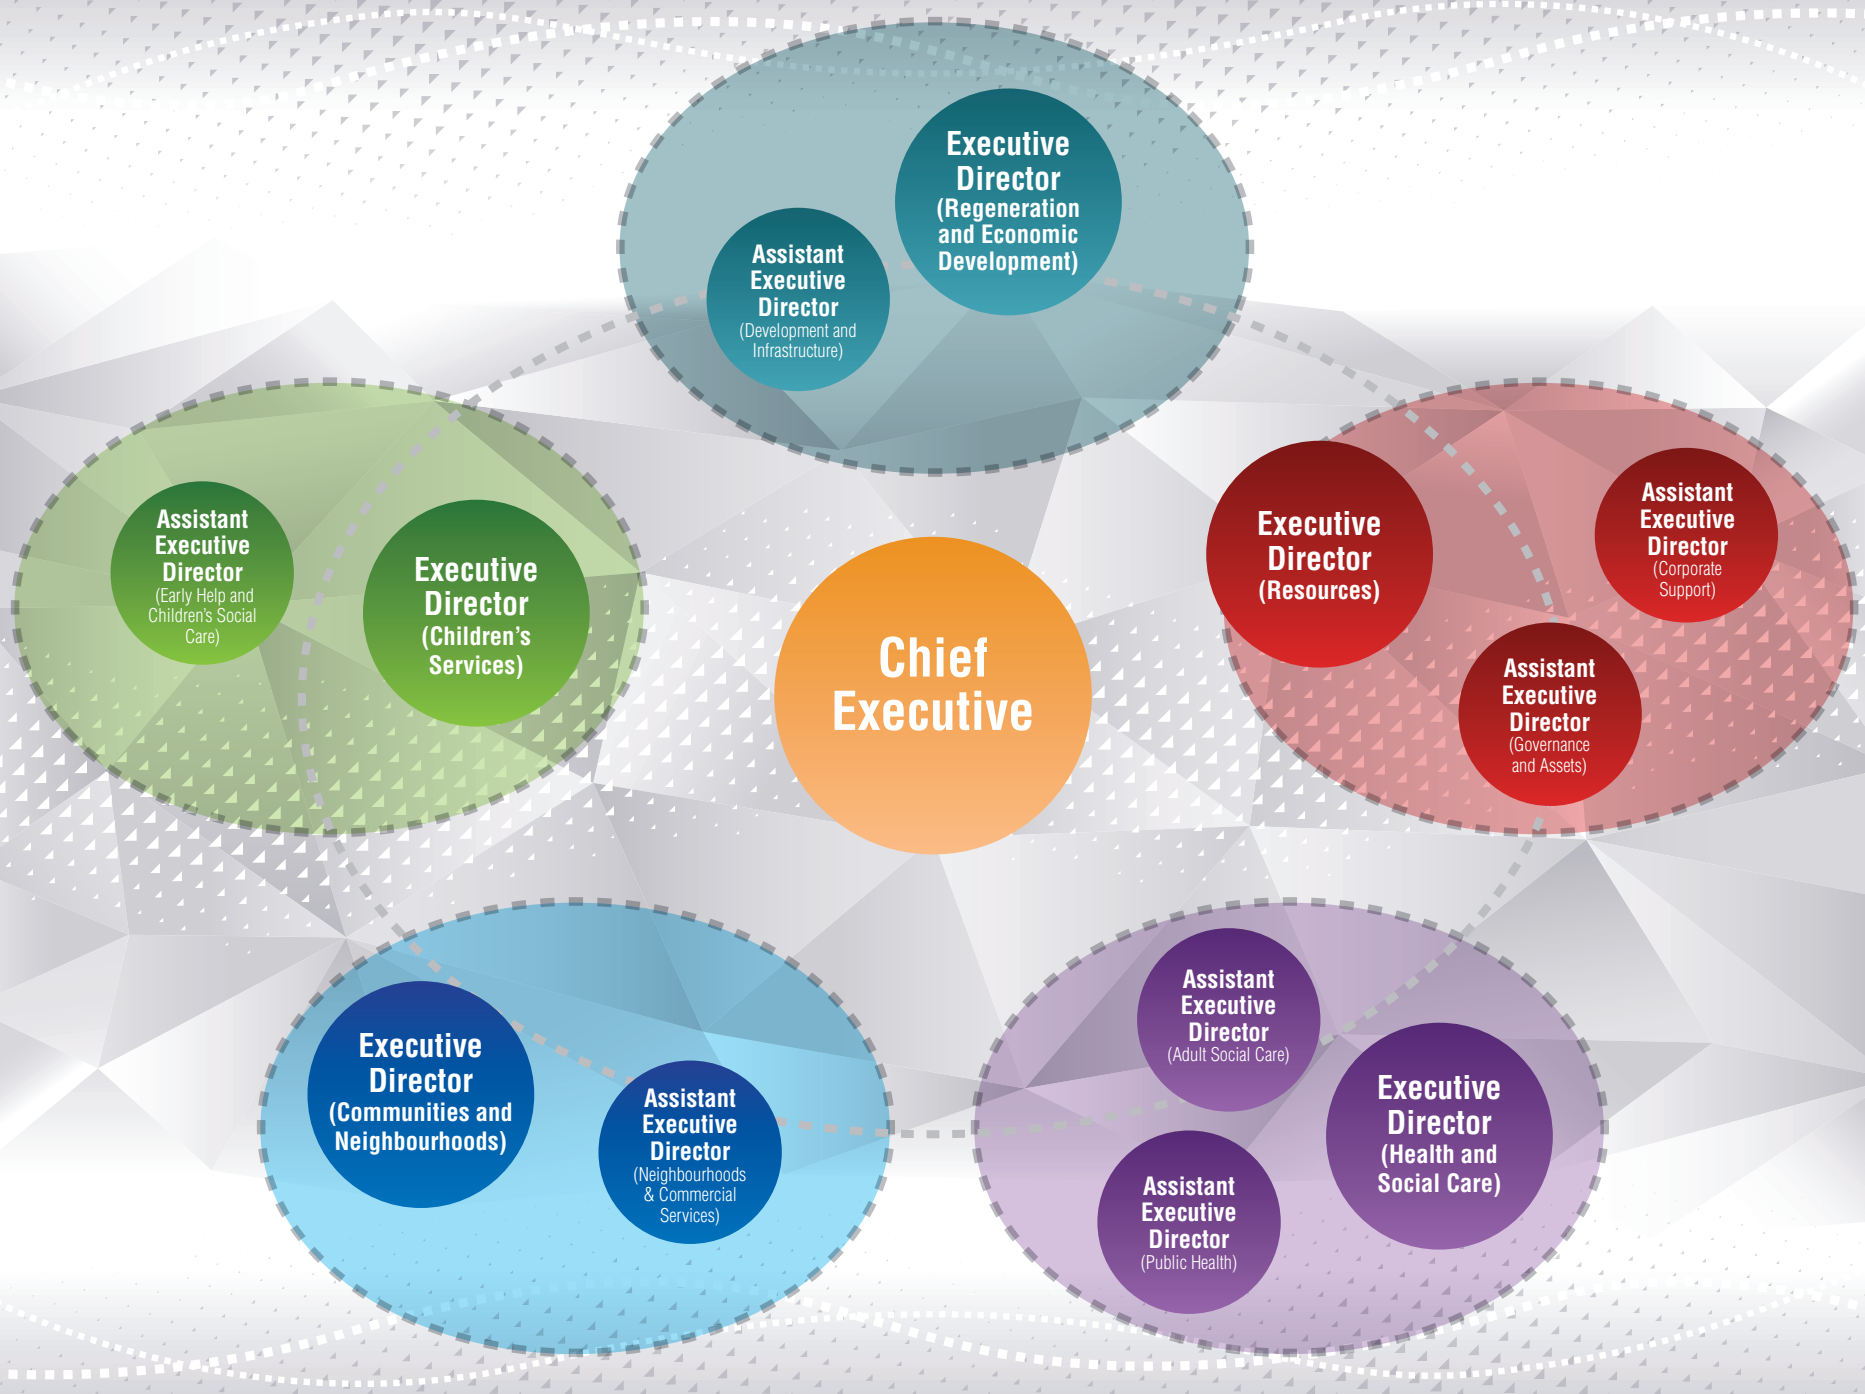 Executive
Director
(Regeneration
and Economic
Development)
Assistant
Executive
Director
(Development and
Infrastructure)
Assistant
Executive
Director
(Early Help and
Children's Social
Care)
Executive
Director
(Children's
Services)
Chief
Executive
Executive
Director
(Resources)
Assistant
Executive
Director
(Corporate
Support)
Assistant
Executive
Director
(Governance
and Assets)
Executive
Director
(Communities and
Neighbourhoods)
Assistant
Executive
Director
(Neighbourhoods
& Commercial
Services)
Assistant
Executive
Director
(Adult Social Care)
Executive
Director
(Health and
Social Care)
Assistant
Executive
Director
(Public Health)